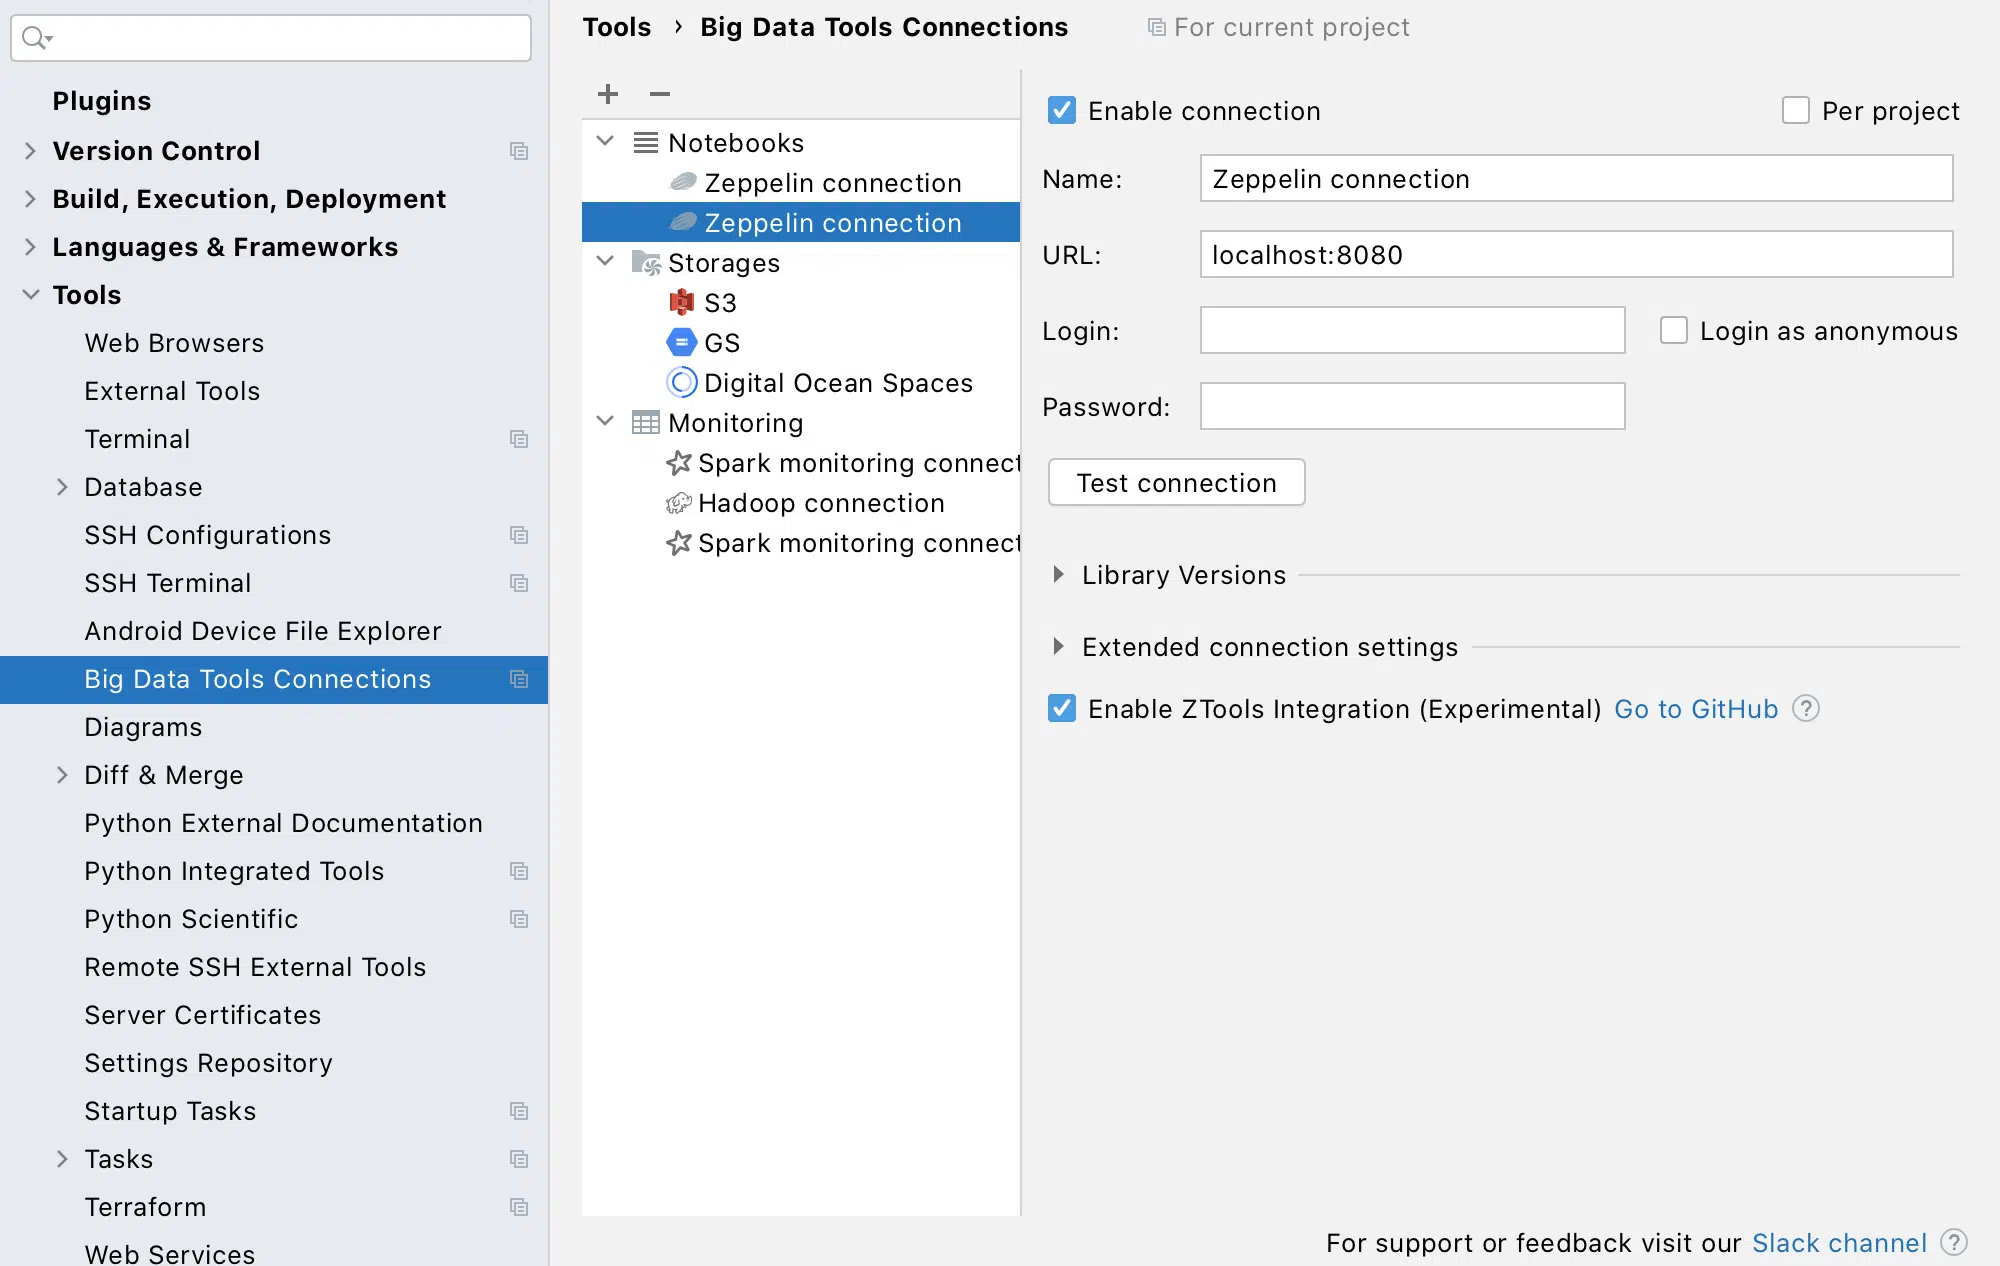 Plugins
Version Control
Build, Execution, Deployment
Languages & Frameworks
Tools
Web Browsers
External Tools
Terminal
Database
SSH Configurations
SSH Terminal
Android Device File Explorer
Big Data Tools Connections
Diagrams
Diff & Merge
Python External Documentation
Python Integrated Tools
Python Scientific
Remote SSH External Tools
Server Certificates
Settings Repository
Startup Tasks
Tasks
Terraform
Web Services
Tools › Big Data Tools Connections For current project
Notebooks
Zeppelin connection
Zeppelin connection
Storages
S3
GS
Digital Ocean Spaces
Monitoring
Spark monitoring connect
Hadoop connection
Spark monitoring connect
Enable connection Per project
Name: Zeppelin connection
URL: localhost:8080
Login: Login as anonymous
Password:
Test connection
Library Versions
Extended connection settings
Enable ZTools Integration (Experimental) Go to GitHub ?
For support or feedback visit our Slack channel ?